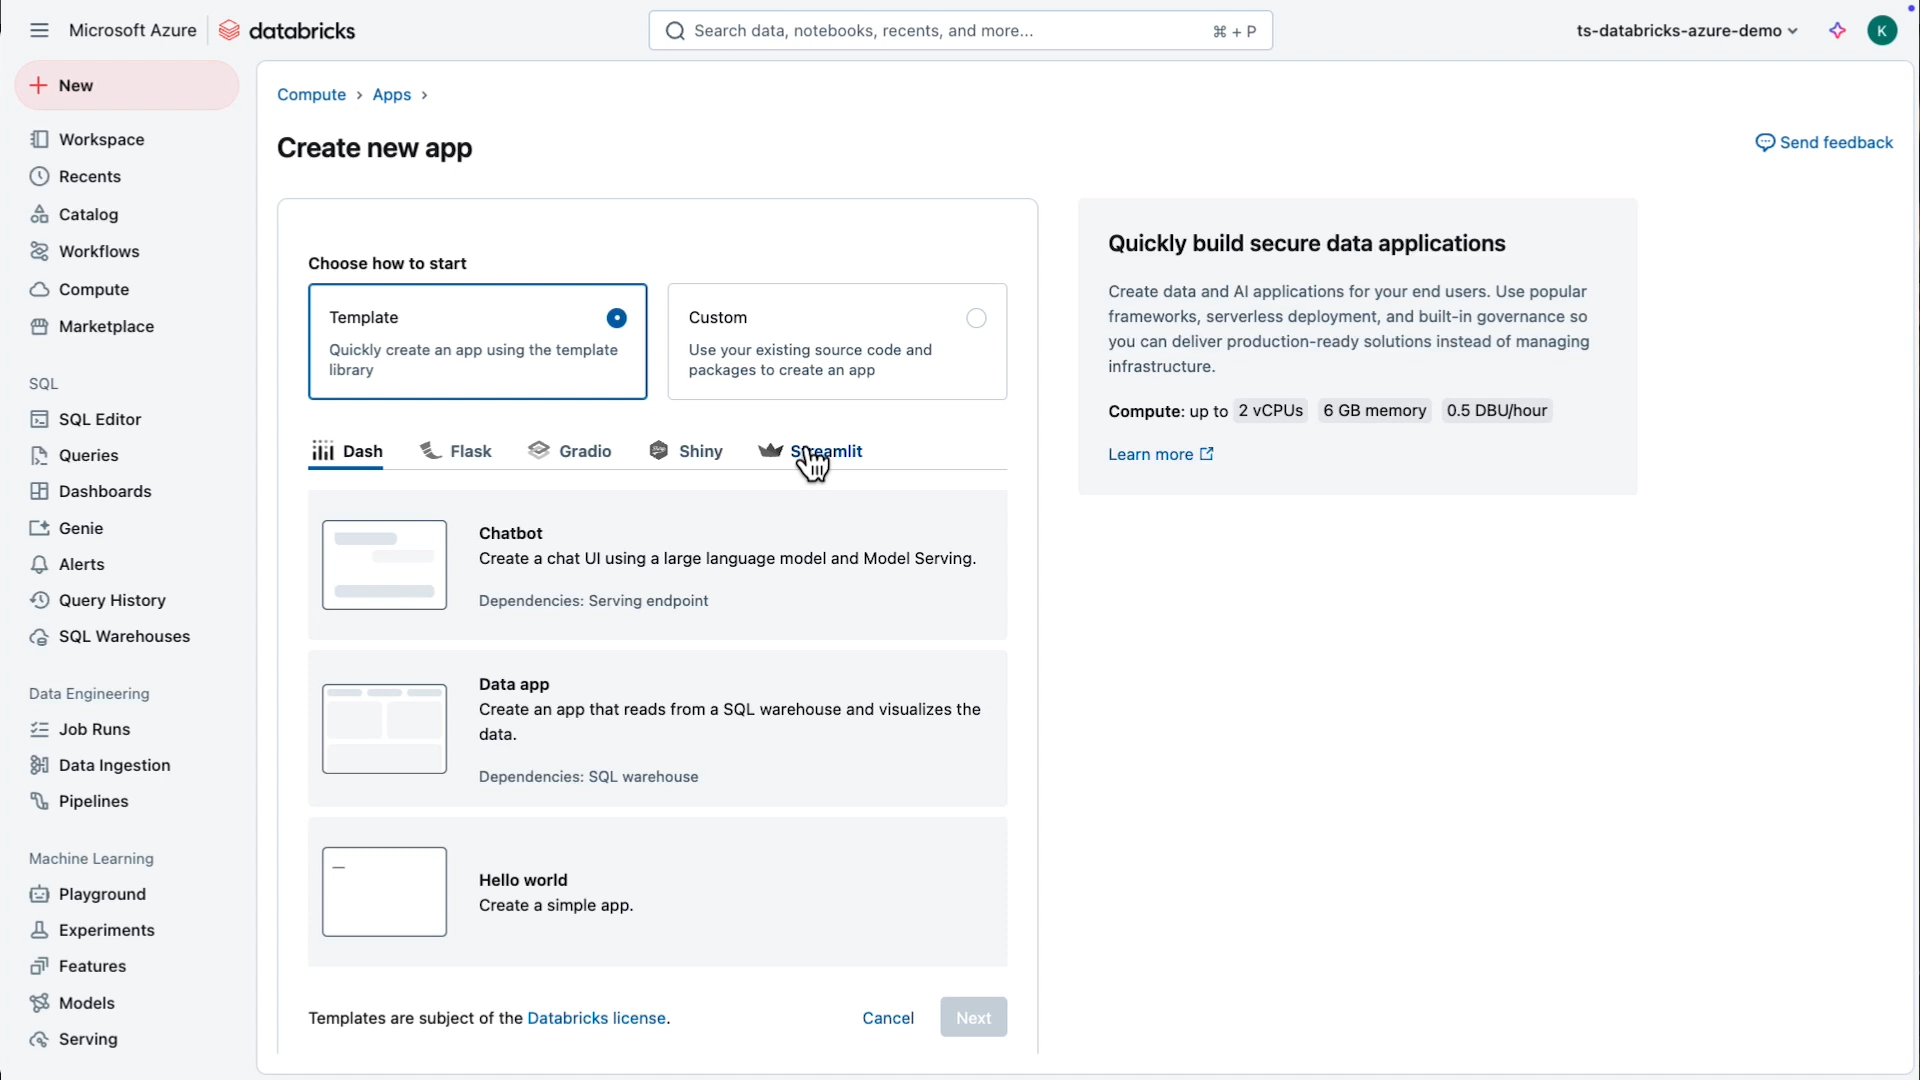 Microsoft Azure
databricks
Search data, notebooks, recents, and more...
⌘ + P
ts-databricks-azure-demo
K
New
Workspace
Recents
Catalog
Workflows
Compute
Marketplace
SQL
SQL Editor
Queries
Dashboards
Genie
Alerts
Query History
SQL Warehouses
Data Engineering
Job Runs
Data Ingestion
Pipelines
Machine Learning
Playground
Experiments
Features
Models
Serving
Compute › Apps ›
Create new app
Send feedback
Choose how to start
Template
Quickly create an app using the template
library
Custom
Use your existing source code and
packages to create an app
Dash
Flask
Gradio
Shiny
Streamlit
Chatbot
Create a chat UI using a large language model and Model Serving.
Dependencies: Serving endpoint
Data app
Create an app that reads from a SQL warehouse and visualizes the
data.
Dependencies: SQL warehouse
Hello world
Create a simple app.
Templates are subject of the Databricks license.
Cancel
Next
Quickly build secure data applications
Create data and AI applications for your end users. Use popular
frameworks, serverless deployment, and built-in governance so
you can deliver production-ready solutions instead of managing
infrastructure.
Compute: up to 2 vCPUs 6 GB memory 0.5 DBU/hour
Learn more